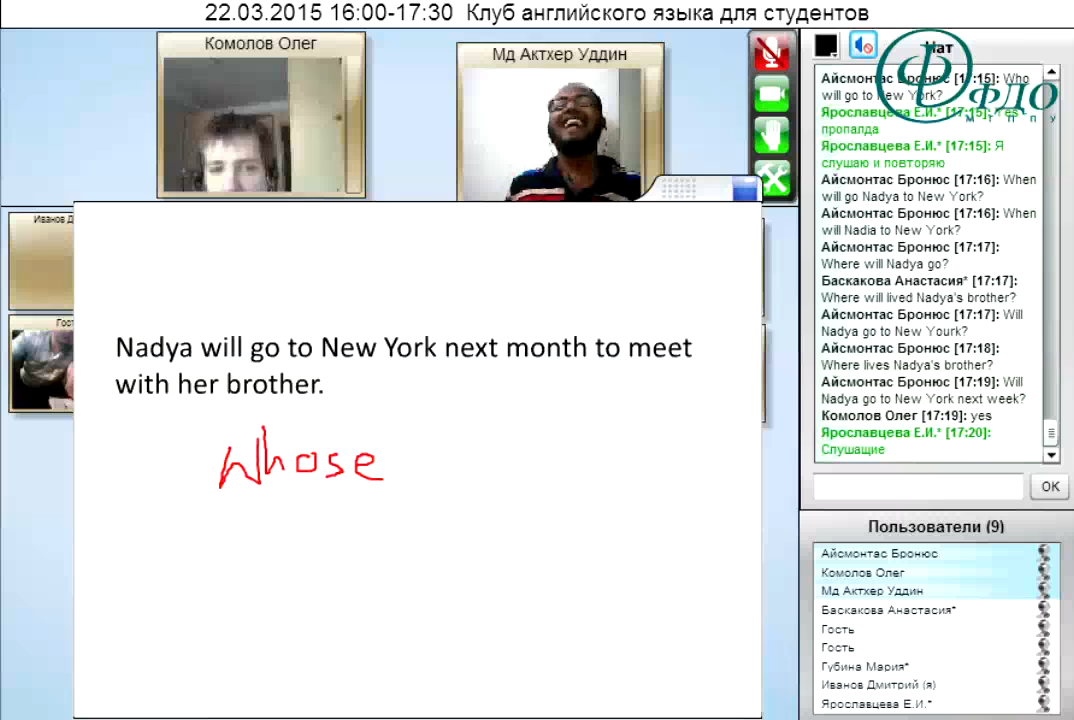 22.03.2015 16:00-17:30 Клуб английского языка для студентов
Комолов Олег
Мд Актхер Уддин
Иванов Д
Гост
Nadya will go to New York next month to meet
with her brother.
whose
Чат
ФДО
МГППУ
Айсмонтас Бронюс [17:15]: Who
will go to New York?
Ярославцева Е.И.* [17:15]: Yes
пропалда
Ярославцева Е.И.* [17:15]: Я
слушаю и повторяю
Айсмонтас Бронюс [17:16]: When
will go Nadya to New York?
Айсмонтас Бронюс [17:16]: When
will Nadia to New York?
Айсмонтас Бронюс [17:17]:
Where will Nadya go?
Баскакова Анастасия* [17:17]:
Where will lived Nadya's brother?
Айсмонтас Бронюс [17:17]: Will
Nadya go to New Yourk?
Айсмонтас Бронюс [17:18]:
Where lives Nadya's brother?
Айсмонтас Бронюс [17:19]: Will
Nadya go to New York next week?
Комолов Олег [17:19]: yes
Ярославцева Е.И.* [17:20]:
Слушащие
OK
Пользователи (9)
Айсмонтас Бронюс
Комолов Олег
Мд Актхер Уддин
Баскакова Анастасия*
Гость
Гость
Губина Мария*
Иванов Дмитрий (я)
Ярославцева Е.И.*